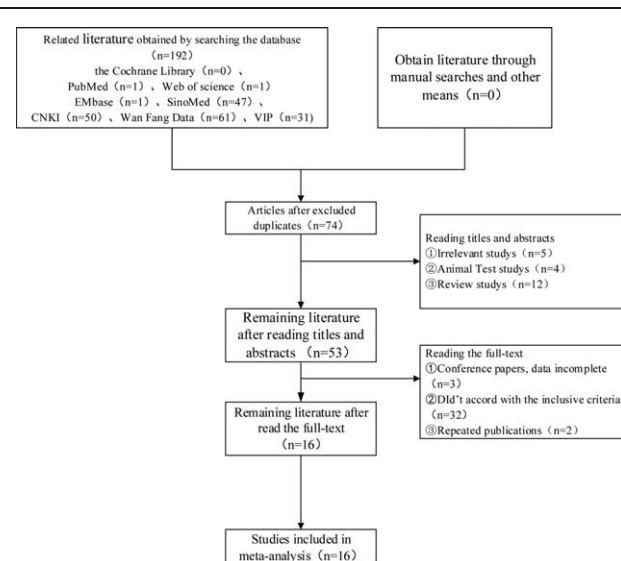 Related literature obtained by searching the database
(n=192)
the Cochrane Library (n=0) 、
PubMed (n=1) 、 Web of science (n=1)
EMbase (n=1) 、 SinoMed (n=47) 、
CNKI (n=50) 、 Wan Fang Data (n=61) 、 VIP (n=31)
Obtain literature through
manual searches and other
means (n=0)
Articles after excluded
duplicates (n=74)
Reading titles and abstracts
①Irrelevant studys (n=5)
②Animal Test studys (n=4)
③Review studys (n=12)
Remaining literature
after reading titles and
abstracts (n=53)
Reading the full-text
①Conference papers, data incomplete
(n=3)
②DId't accord with the inclusive criteria
(n=32)
③Repeated publications (n=2)
Remaining literature after
read the full-text
(n=16)
Studies included in
meta-analysis (n=16)